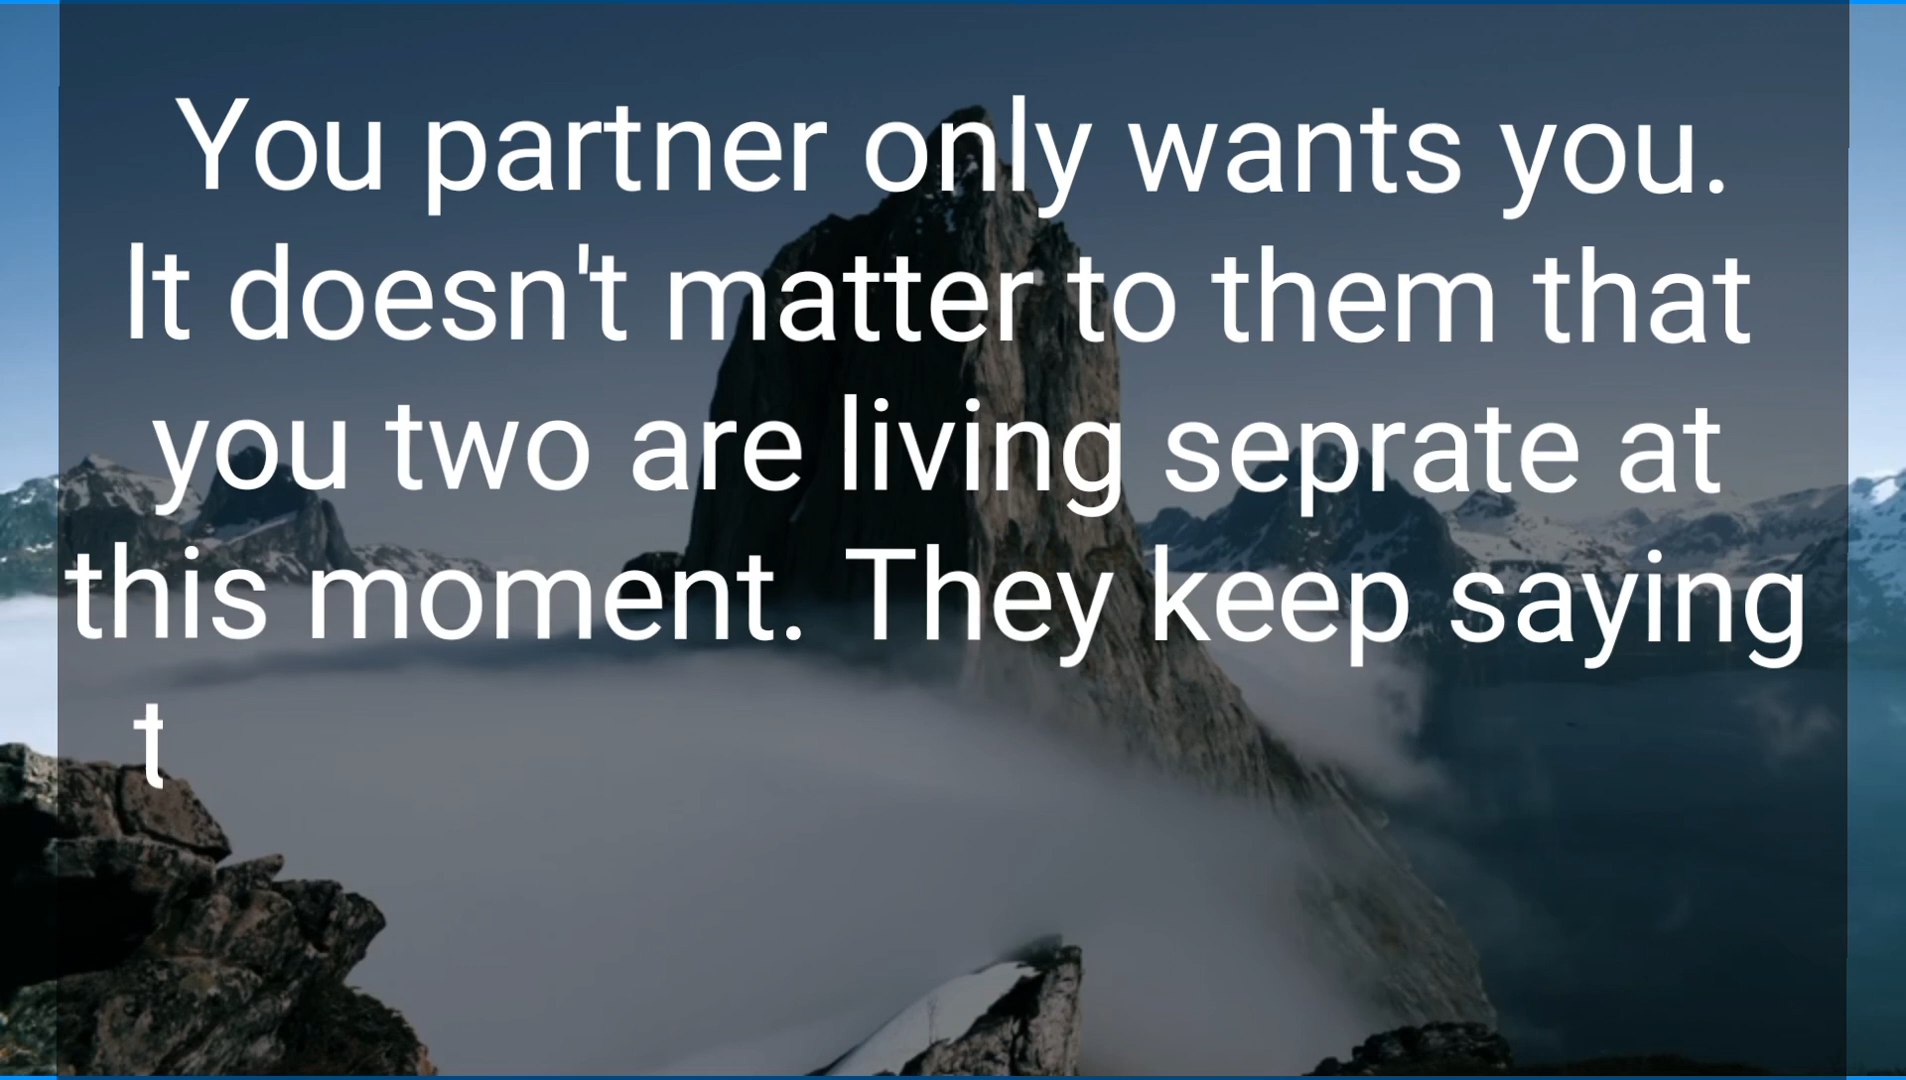 You partner only wants you.
It doesn't matter to them that
you two are living seprate at
this moment. They keep saying
t